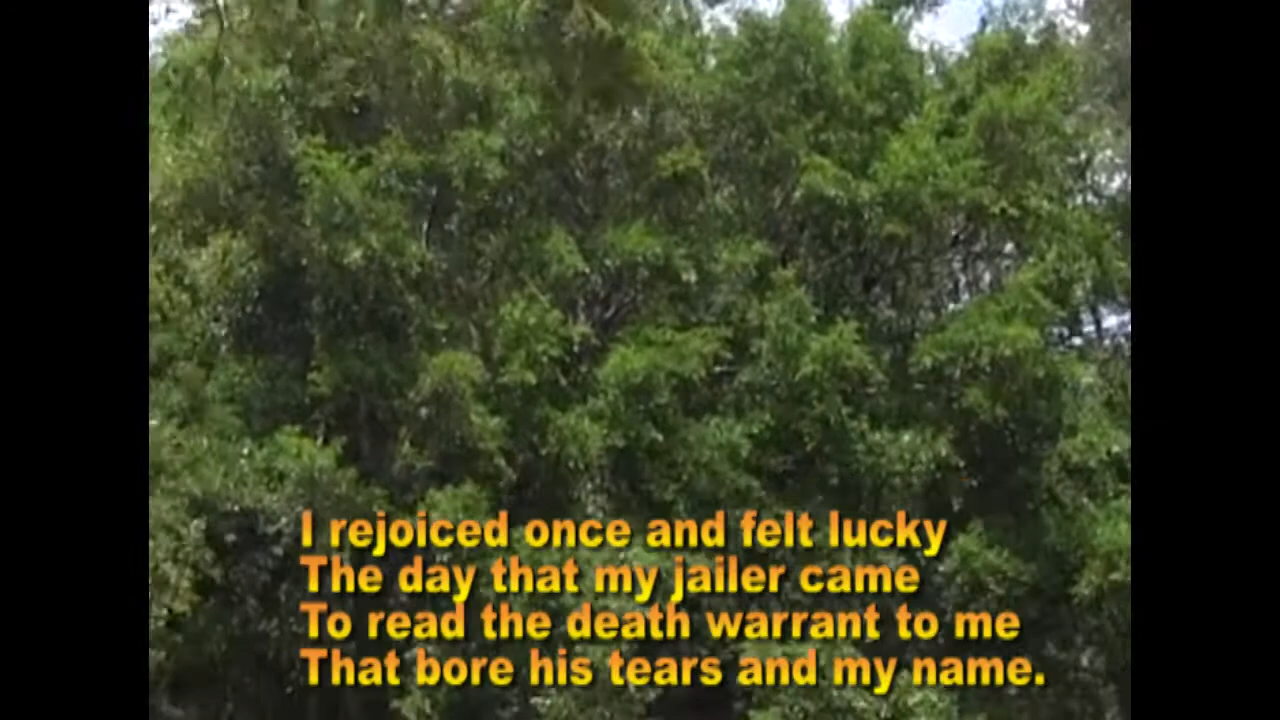 I rejoiced once and felt lucky
The day that my jailer came
To read the death warrant to me
That bore his tears and my name.